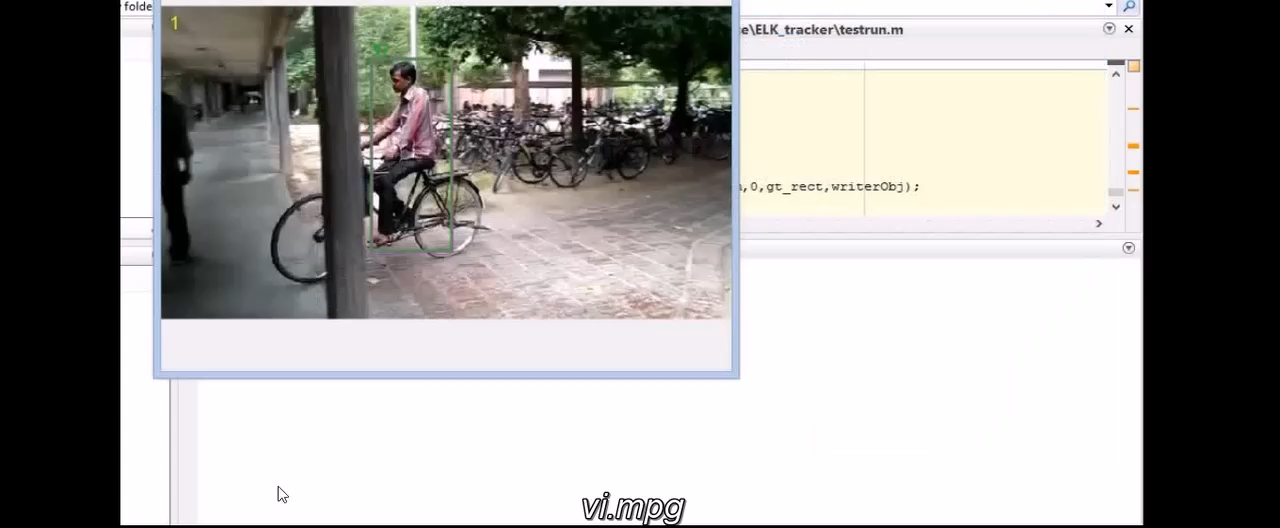 r folde
1
e\ELK_tracker\testrun.m
,0,gt_rect,writerObj);
vi.mpg